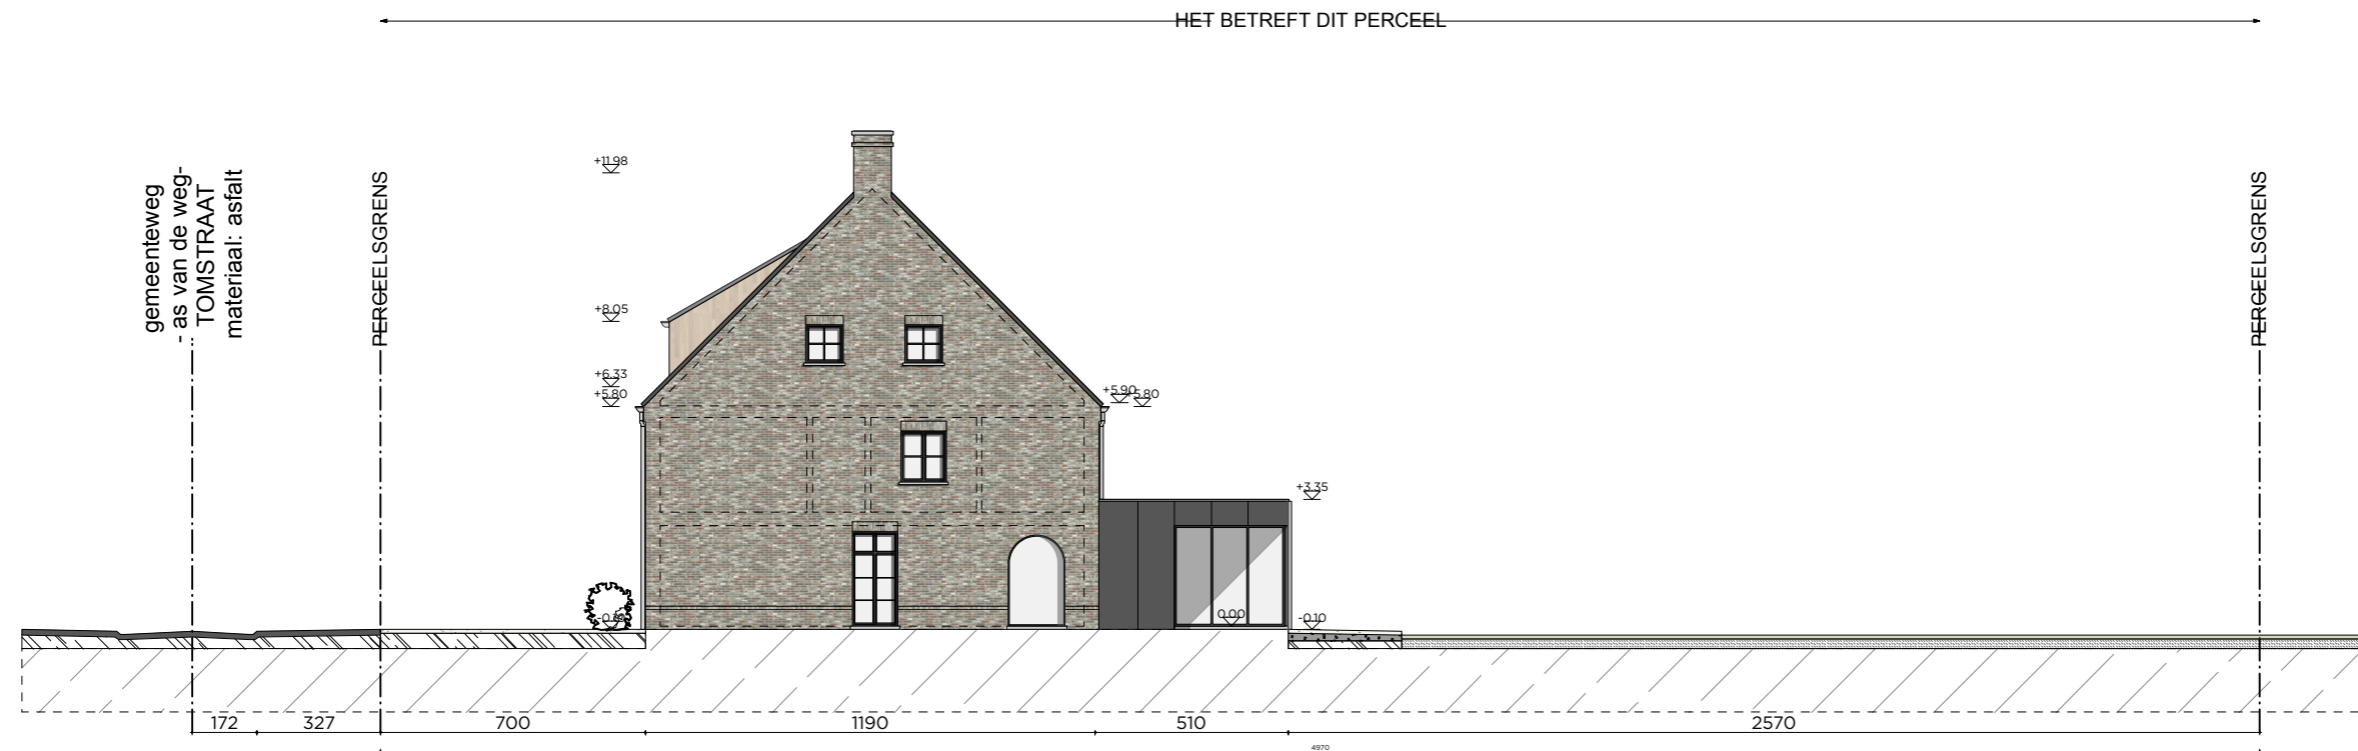 HET BETREFT DIT PERCEEL
gemeenteweg
- as van de weg-
TOMSTRAAT
materiaal: asfalt
PERCEELSGRENS
PERCEELSGRENS
+11.98
+8.05
+6.33
+5.80
+5.90
+5.80
+3.35
0.00
-0.10
172
327
700
1190
510
2570
4970